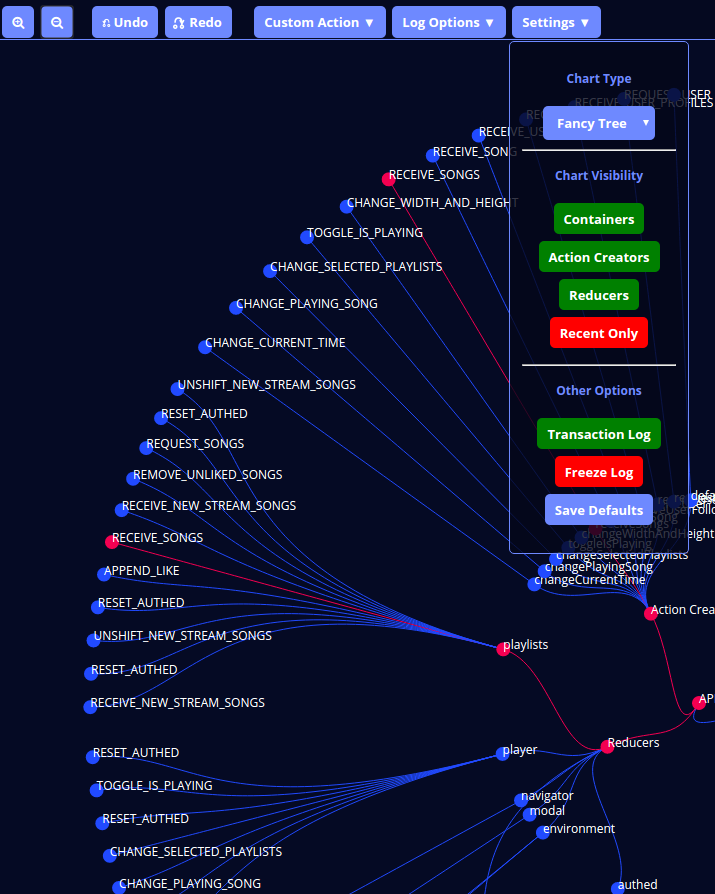 Undo
Redo
Custom Action ▼
Log Options ▼
Settings ▼
Chart Type
Fancy Tree ▾
Chart Visibility
Containers
Action Creators
Reducers
Recent Only
Other Options
Transaction Log
Freeze Log
Save Defaults
RECEIVE_SONG
RECEIVE_SONGS
CHANGE_WIDTH_AND_HEIGHT
TOGGLE_IS_PLAYING
CHANGE_SELECTED_PLAYLISTS
CHANGE_PLAYING_SONG
CHANGE_CURRENT_TIME
UNSHIFT_NEW_STREAM_SONGS
RESET_AUTHED
REQUEST_SONGS
REMOVE_UNLIKED_SONGS
RECEIVE_NEW_STREAM_SONGS
RECEIVE_SONGS
changeWidthAndHeight
toggleIsPlaying
changeSelectedPlaylists
changePlayingSong
changeCurrentTime
APPEND_LIKE
RESET_AUTHED
Action Crea
UNSHIFT_NEW_STREAM_SONGS
playlists
RESET_AUTHED
RECEIVE_NEW_STREAM_SONGS
AP
Reducers
RESET_AUTHED
player
TOGGLE_IS_PLAYING
navigator
modal
RESET_AUTHED
environment
CHANGE_SELECTED_PLAYLISTS
CHANGE_PLAYING_SONG
authed